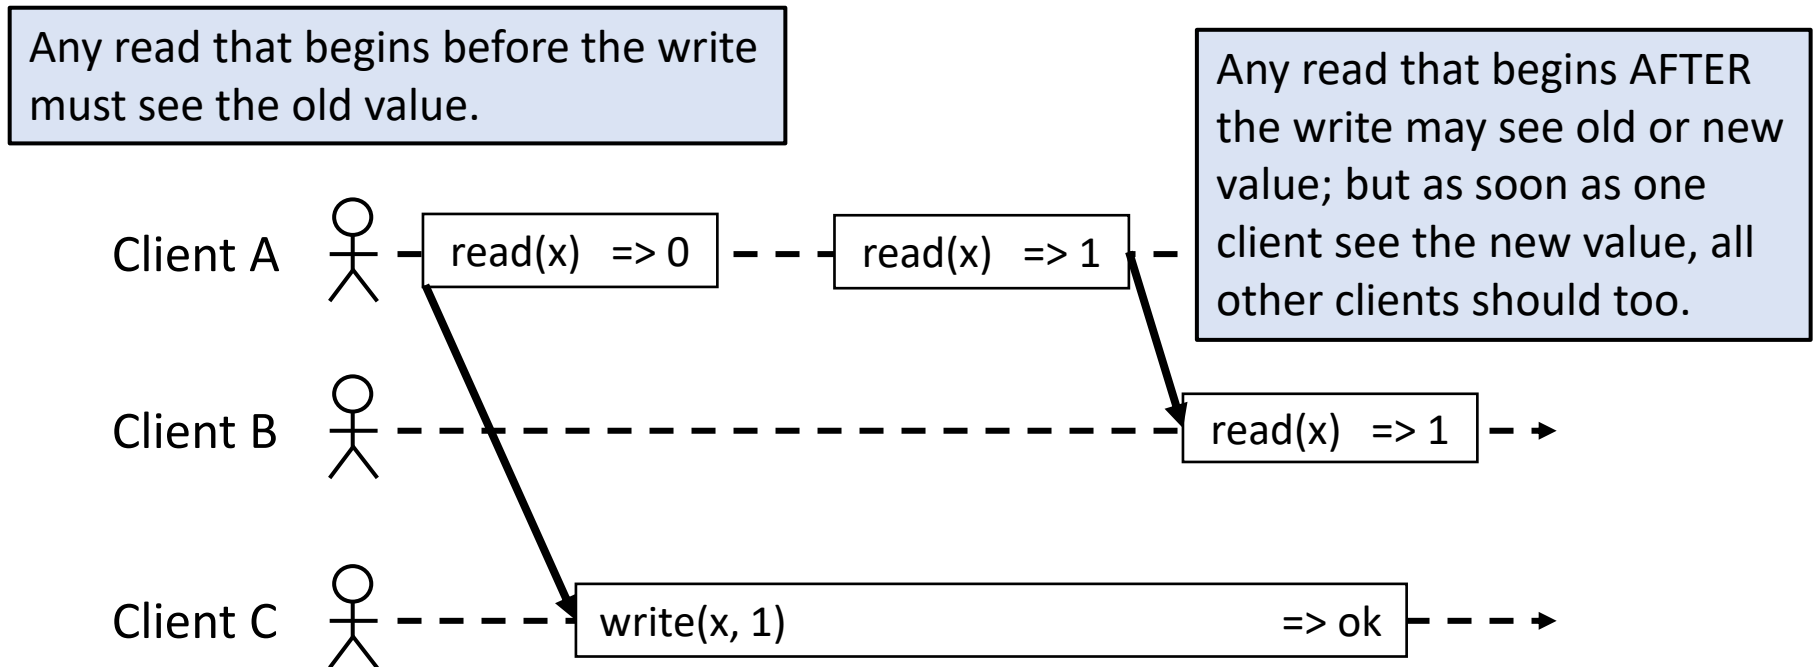 Any read that begins before the write
must see the old value.
Any read that begins AFTER
the write may see old or new
value; but as soon as one
client see the new value, all
other clients should too.
Client A
read(x) => 0
read(x) => 1
Client B
read(x) => 1
Client C
write(x, 1) => ok